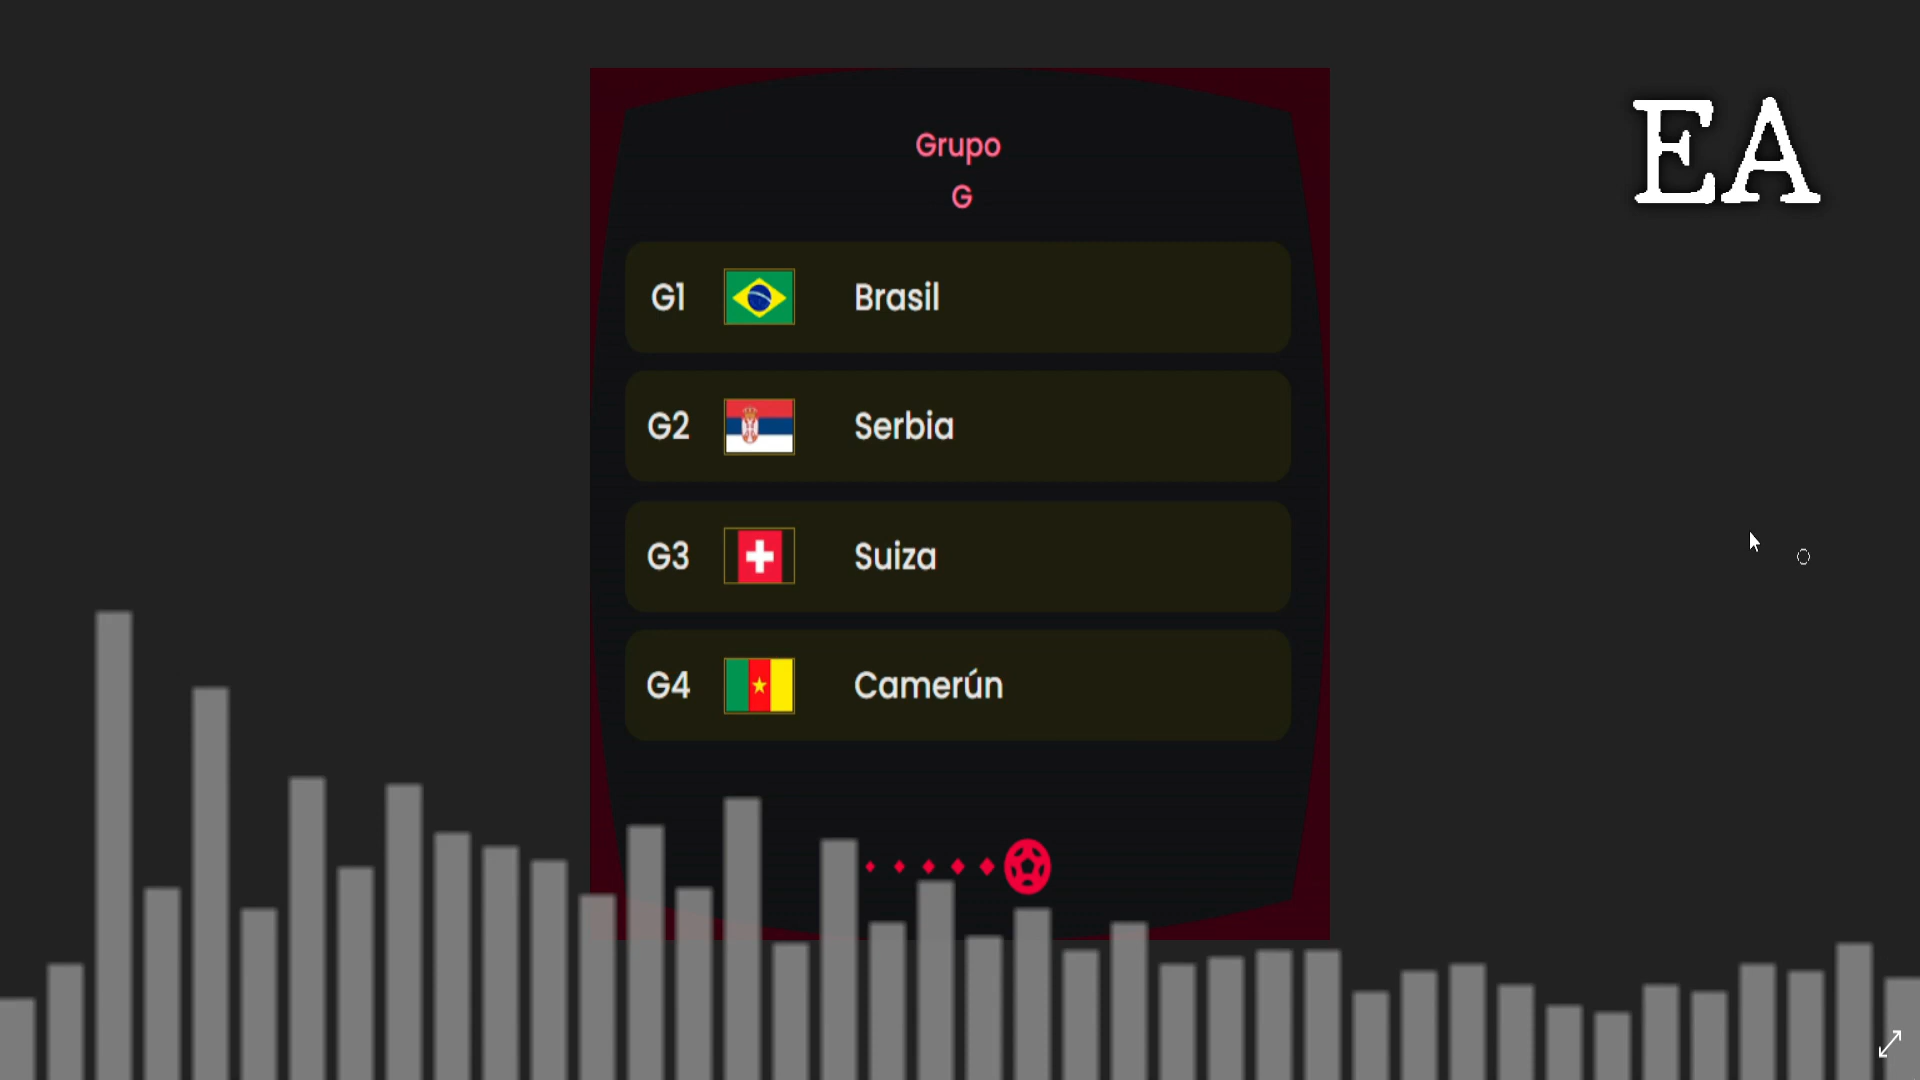 EA
Grupo
G
G1 Brasil
G2 Serbia
G3 Suiza
G4 Camerún